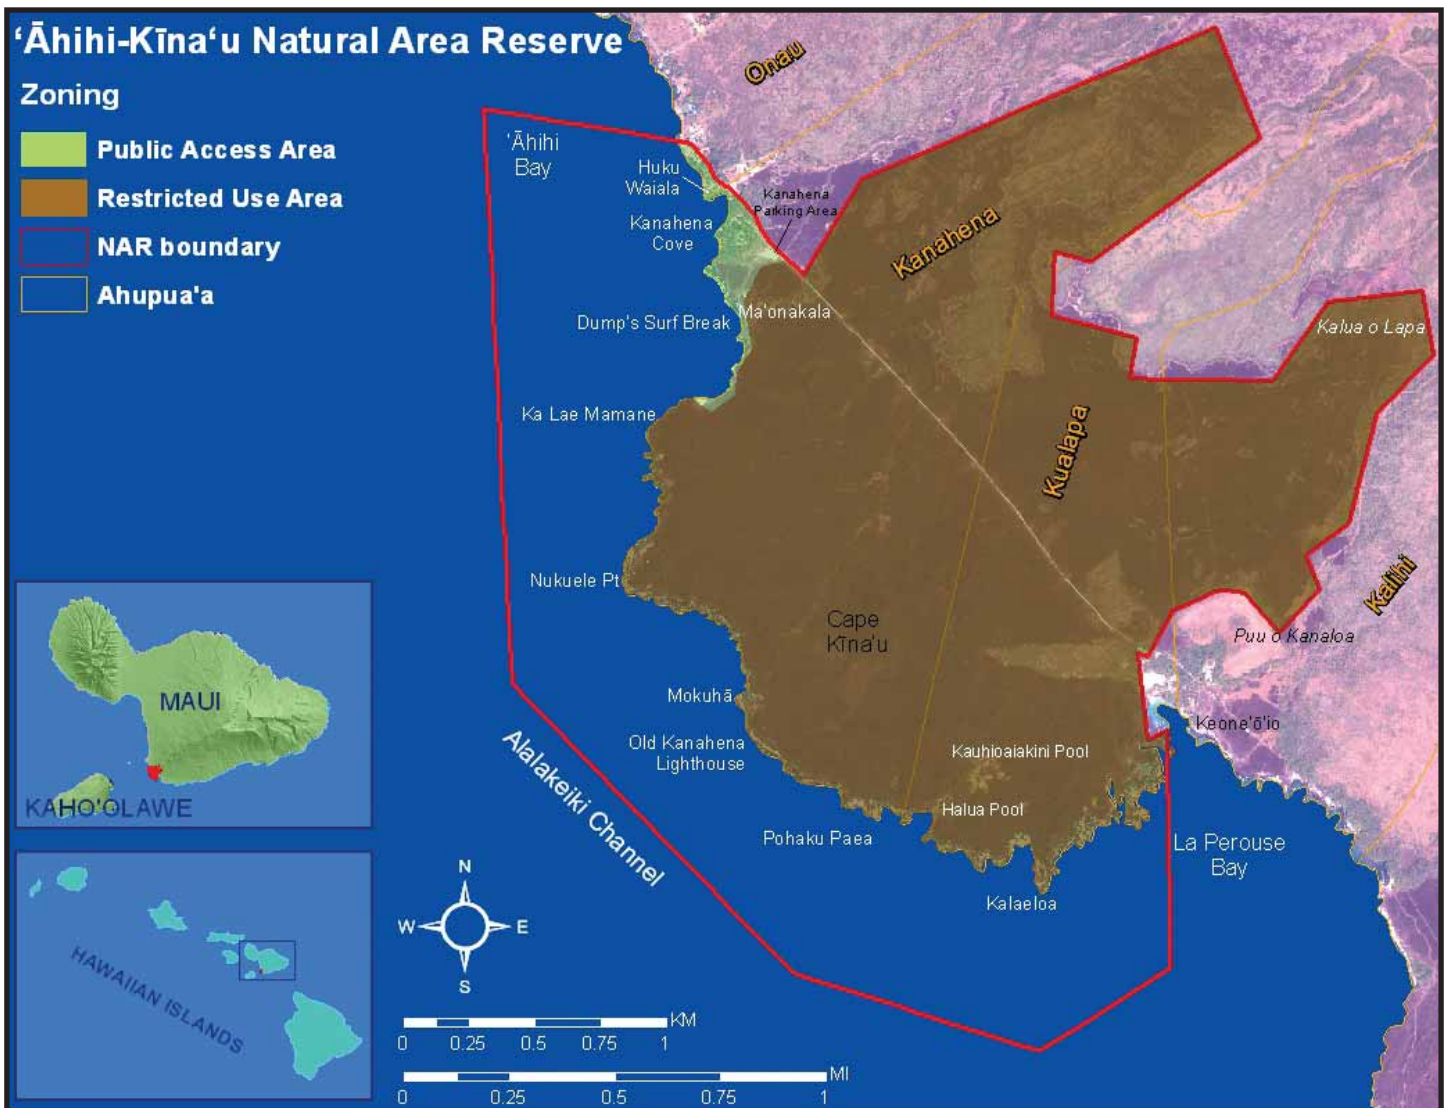 ʻĀhihi-Kīnaʻu Natural Area Reserve
Zoning
Public Access Area
Restricted Use Area
NAR boundary
Ahupua'a
Onau
ʻĀhihi
Bay
Huku
Waiala
Kanahena
Parking Area
Kanahena
Cove
Kanahena
Ma'onakala
Dump's Surf Break
Kalua o Lapa
Ka Lae Mamane
Kualapa
Nukuele Pt
Kalihi
Cape
Kīna'u
Puu o Kanaloa
Mokuhā
Keone'ō'io
Old Kanahena
Lighthouse
Kauhioaiakini Pool
Halua Pool
Pohaku Paea
Alalakeiki Channel
La Perouse
Bay
Kalaeloa
MAUI
KAHO'OLAWE
HAWAIIAN ISLANDS
N
W E
S
KM
0 0.25 0.5 0.75 1
MI
0 0.25 0.5 0.75 1